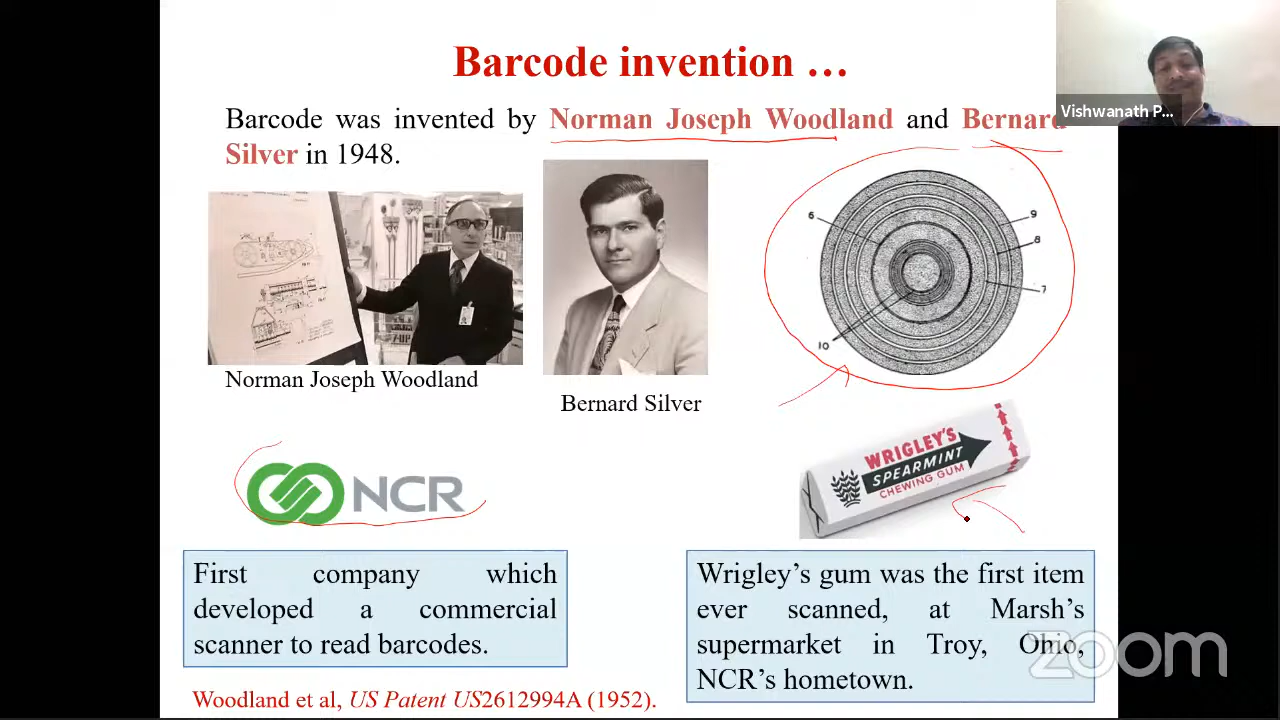 Barcode invention …
Vishwanath P...
Barcode was invented by Norman Joseph Woodland and Bernard
Silver in 1948.
6
9
8
7
10
Norman Joseph Woodland
Bernard Silver
WRIGLEY'S
SPEARMINT
CHEWING GUM
NCR
First company which
developed a commercial
scanner to read barcodes.
Wrigley’s gum was the first item
ever scanned, at Marsh’s
supermarket in Troy, Ohio,
NCR’s hometown.
zoom
Woodland et al, US Patent US2612994A (1952).